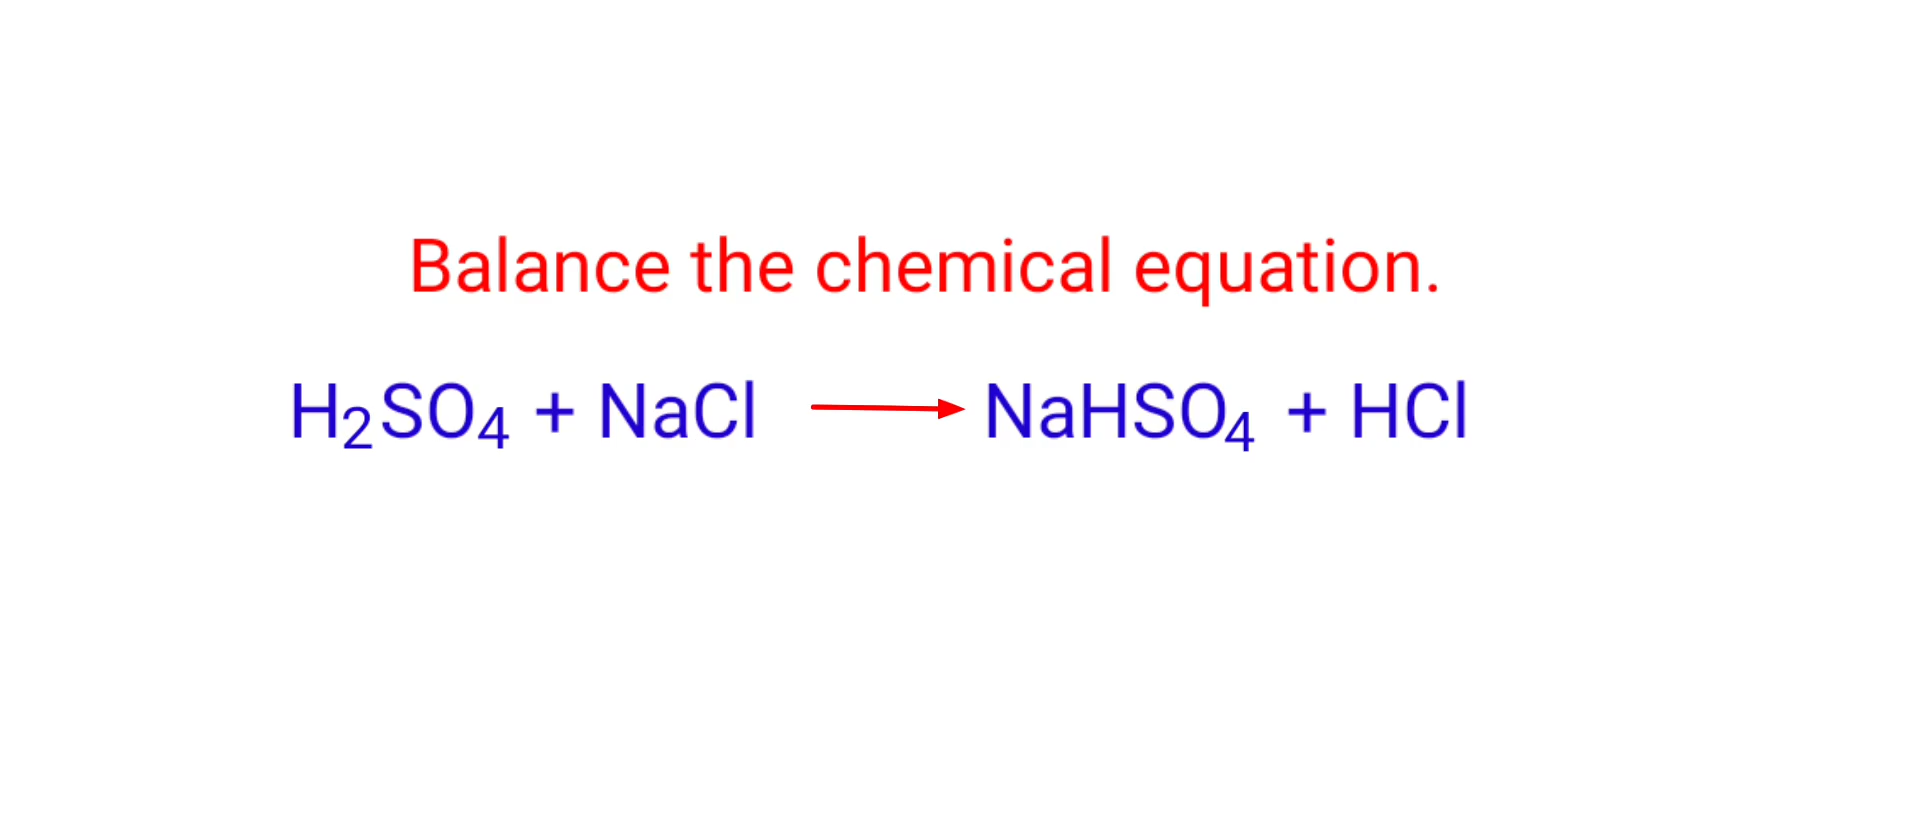 Balance the chemical equation.
H₂SO₄ + NaCl ⟶ NaHSO₄ + HCl